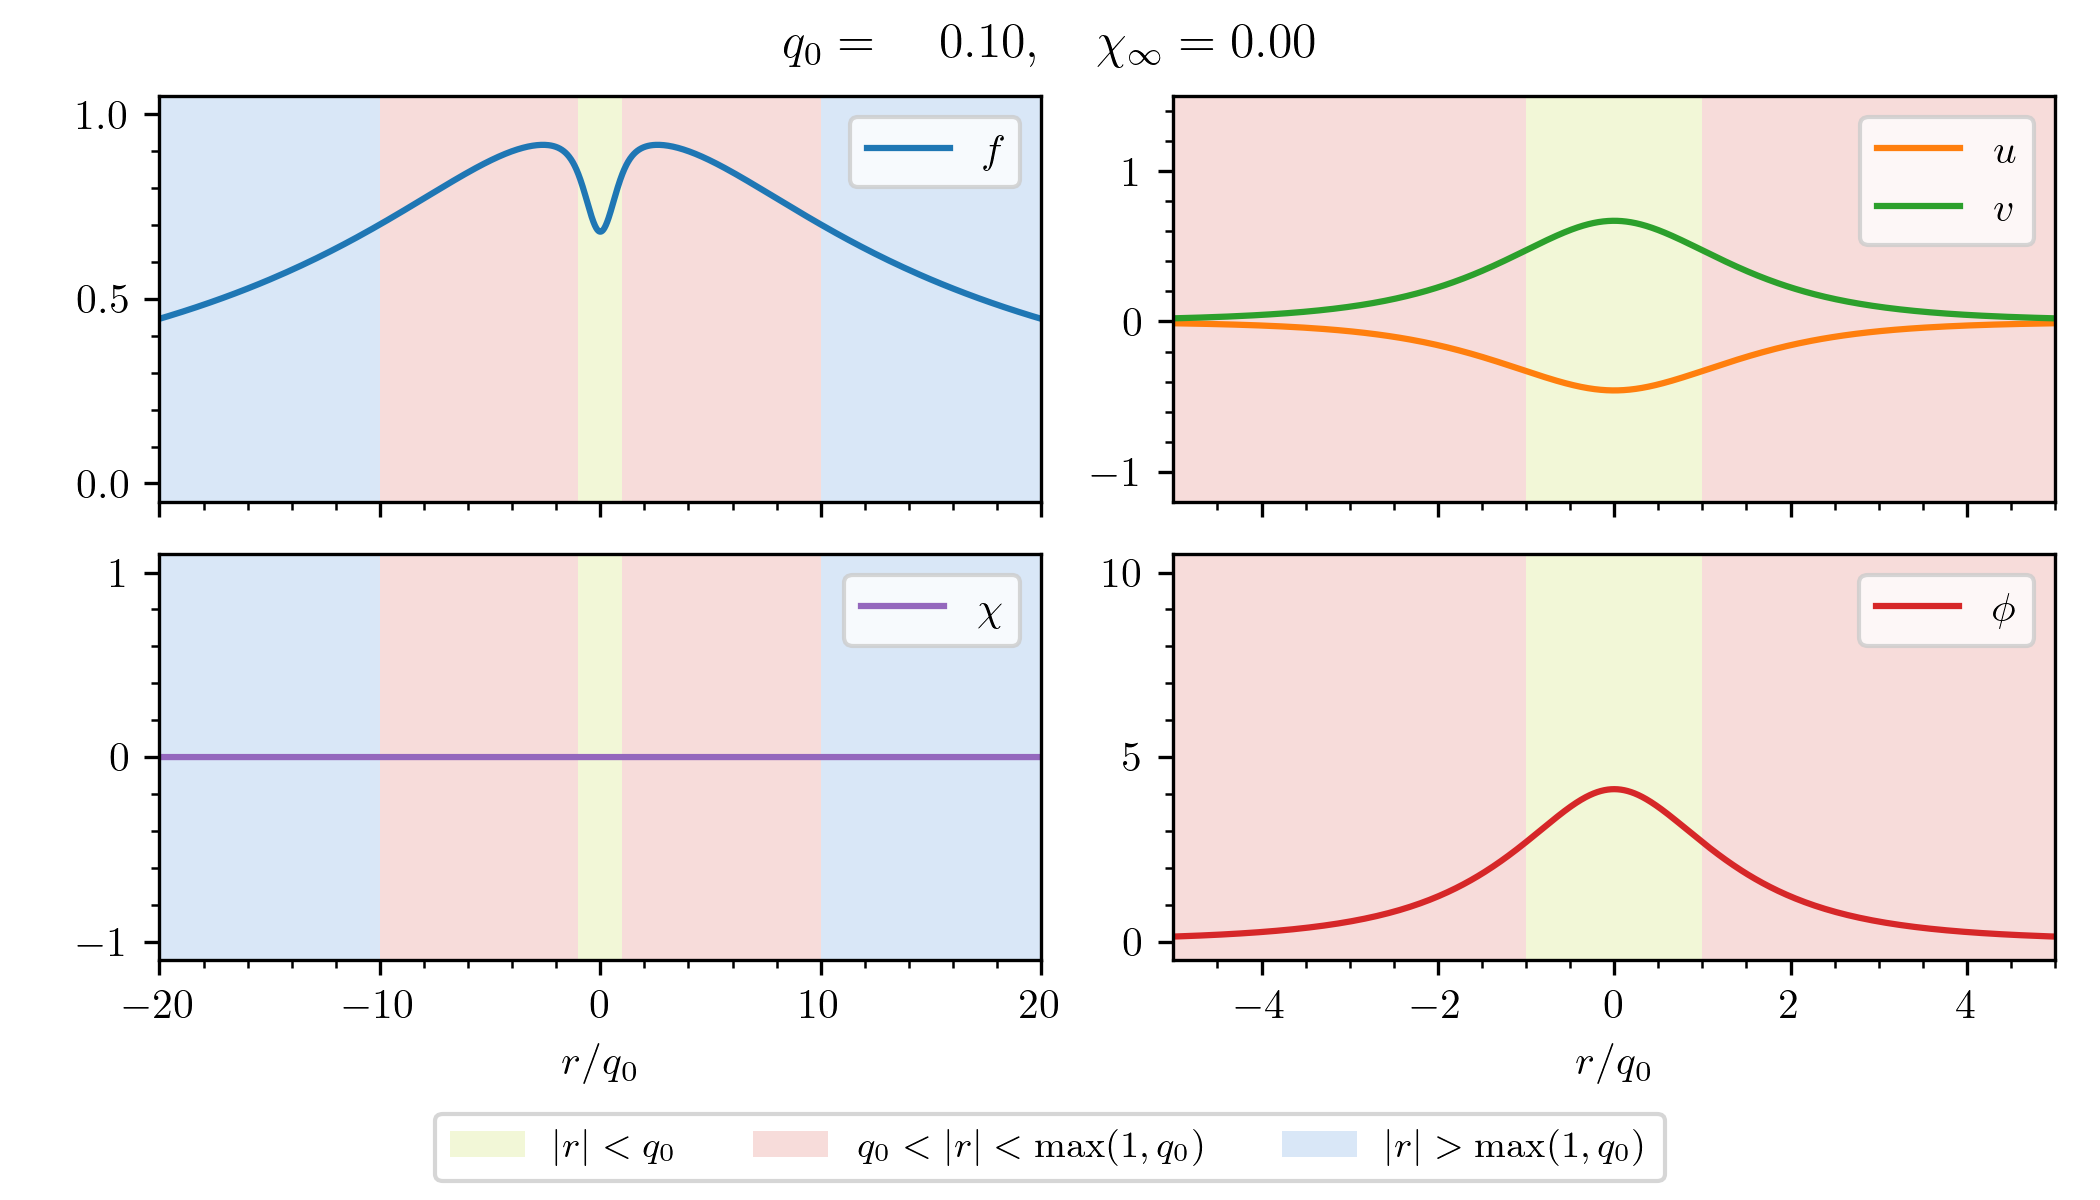 q₀ = 0.10, χ∞ = 0.00
1.0
0.5
0.0
f
1
0
−1
u
v
1
0
−1
χ
−20 −10 0 10 20
r/q₀
10
5
0
ϕ
−4 −2 0 2 4
r/q₀
|r| < q₀ q₀ < |r| < max(1, q₀) |r| > max(1, q₀)